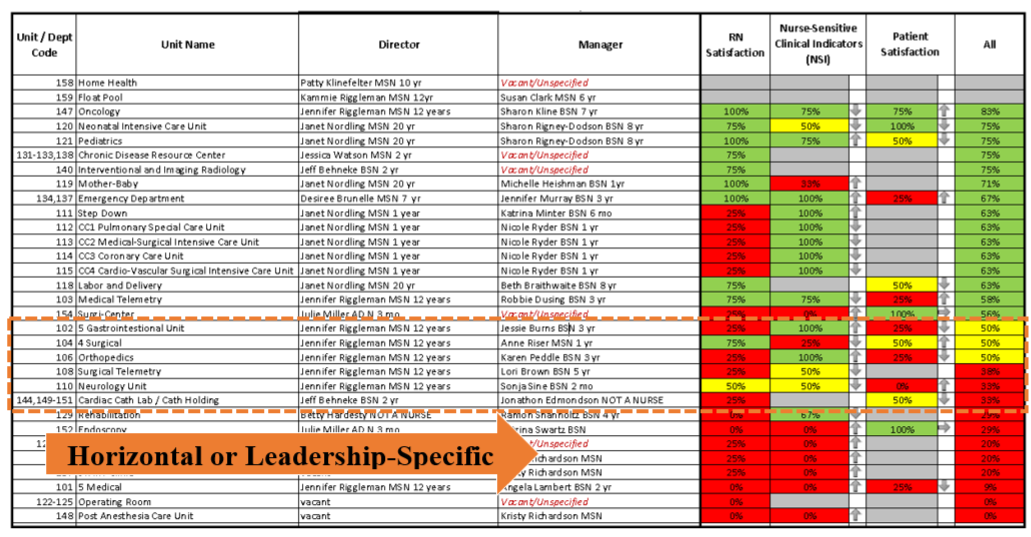 Unit / Dept Code Unit Name Director Manager RN Satisfaction Nurse-Sensitive Clinical Indicators (NSI) Patient Satisfaction All
158 Home Health Patty Klinefelter MSN 10 yr Vacant/Unspecified
159 Float Pool Kammie Riggleman MSN 12yr Susan Clark MSN 6 yr
147 Oncology Jennifer Riggleman MSN 12 years Sharon Kline BSN 7 yr 100% 75% 75% 83%
120 Neonatal Intensive Care Unit Janet Nordling MSN 20 yr Sharon Rigney-Dodson BSN 8 yr 75% 50% 100% 75%
121 Pediatrics Janet Nordling MSN 20 yr Sharon Rigney-Dodson BSN 8 yr 100% 75% 50% 75%
131-133,138 Chronic Disease Resource Center Jessica Watson MSN 2 yr Vacant/Unspecified 75% 75%
140 Interventional and Imaging Radiology Jeff Behneke BSN 2 yr Vacant/Unspecified 75% 75%
119 Mother-Baby Janet Nordling MSN 20 yr Michelle Heishman BSN 1yr 100% 33% 71%
134,137 Emergency Department Desiree Brunelle MSN 7 yr Jennifer Murray BSN 3 yr 100% 100% 25% 67%
111 Step Down Janet Nordling MSN 1 year Katrina Minter BSN 6 mo 25% 100% 63%
112 CC1 Pulmonary Special Care Unit Janet Nordling MSN 1 year Nicole Ryder BSN 1 yr 25% 100% 63%
113 CC2 Medical-Surgical Intensive Care Unit Janet Nordling MSN 1 year Nicole Ryder BSN 1 yr 25% 100% 63%
114 CC3 Coronary Care Unit Janet Nordling MSN 1 year Nicole Ryder BSN 1 yr 25% 100% 63%
115 CC4 Cardio-Vascular Surgical Intensive Care Unit Janet Nordling MSN 1 year Nicole Ryder BSN 1 yr 25% 100% 63%
118 Labor and Delivery Janet Nordling MSN 20 yr Beth Braithwaite BSN 8 yr 75% 50% 63%
103 Medical Telemetry Jennifer Riggleman MSN 12 years Robbie Dusing BSN 3 yr 75% 75% 25% 58%
154 Surgi-Center Julie Miller AD N 3 mo Vacant/Unspecified 25% 0% 100% 56%
102 5 Gastrointestional Unit Jennifer Riggleman MSN 12 years Jessie Burns BSN 3 yr 25% 100% 25% 50%
104 4 Surgical Jennifer Riggleman MSN 12 years Anne Riser MSN 1 yr 75% 25% 50% 50%
106 Orthopedics Jennifer Riggleman MSN 12 years Karen Peddle BSN 3 yr 25% 100% 25% 50%
108 Surgical Telemetry Jennifer Riggleman MSN 12 years Lori Brown BSN 5 yr 25% 50% 38%
110 Neurology Unit Jennifer Riggleman MSN 12 years Sonja Sine BSN 2 mo 50% 50% 0% 33%
144,149-151 Cardiac Cath Lab / Cath Holding Jeff Behneke BSN 2 yr Jonathon Edmondson NOT A NURSE 25% 50% 33%
129 Rehabilitation Betty Hardesty NOT A NURSE Ramon Shanholtz BSN 4 yr 0% 67% 29%
152 Endoscopy Julie Miller AD N 3 mo Swartz BSN 0% 0% 100% 29%
25% 0% 20%
Richardson MSN 25% 0% 20%
Horizontal or Leadership-Specific
Richardson MSN 25% 0% 20%
101 5 Medical Jennifer Riggleman MSN 12 years Angela Lambert BSN 2 yr 0% 0% 25% 9%
122-125 Operating Room vacant Vacant/Unspecified 0% 0%
148 Post Anesthesia Care Unit vacant Kristy Richardson MSN 0% 0% 0%